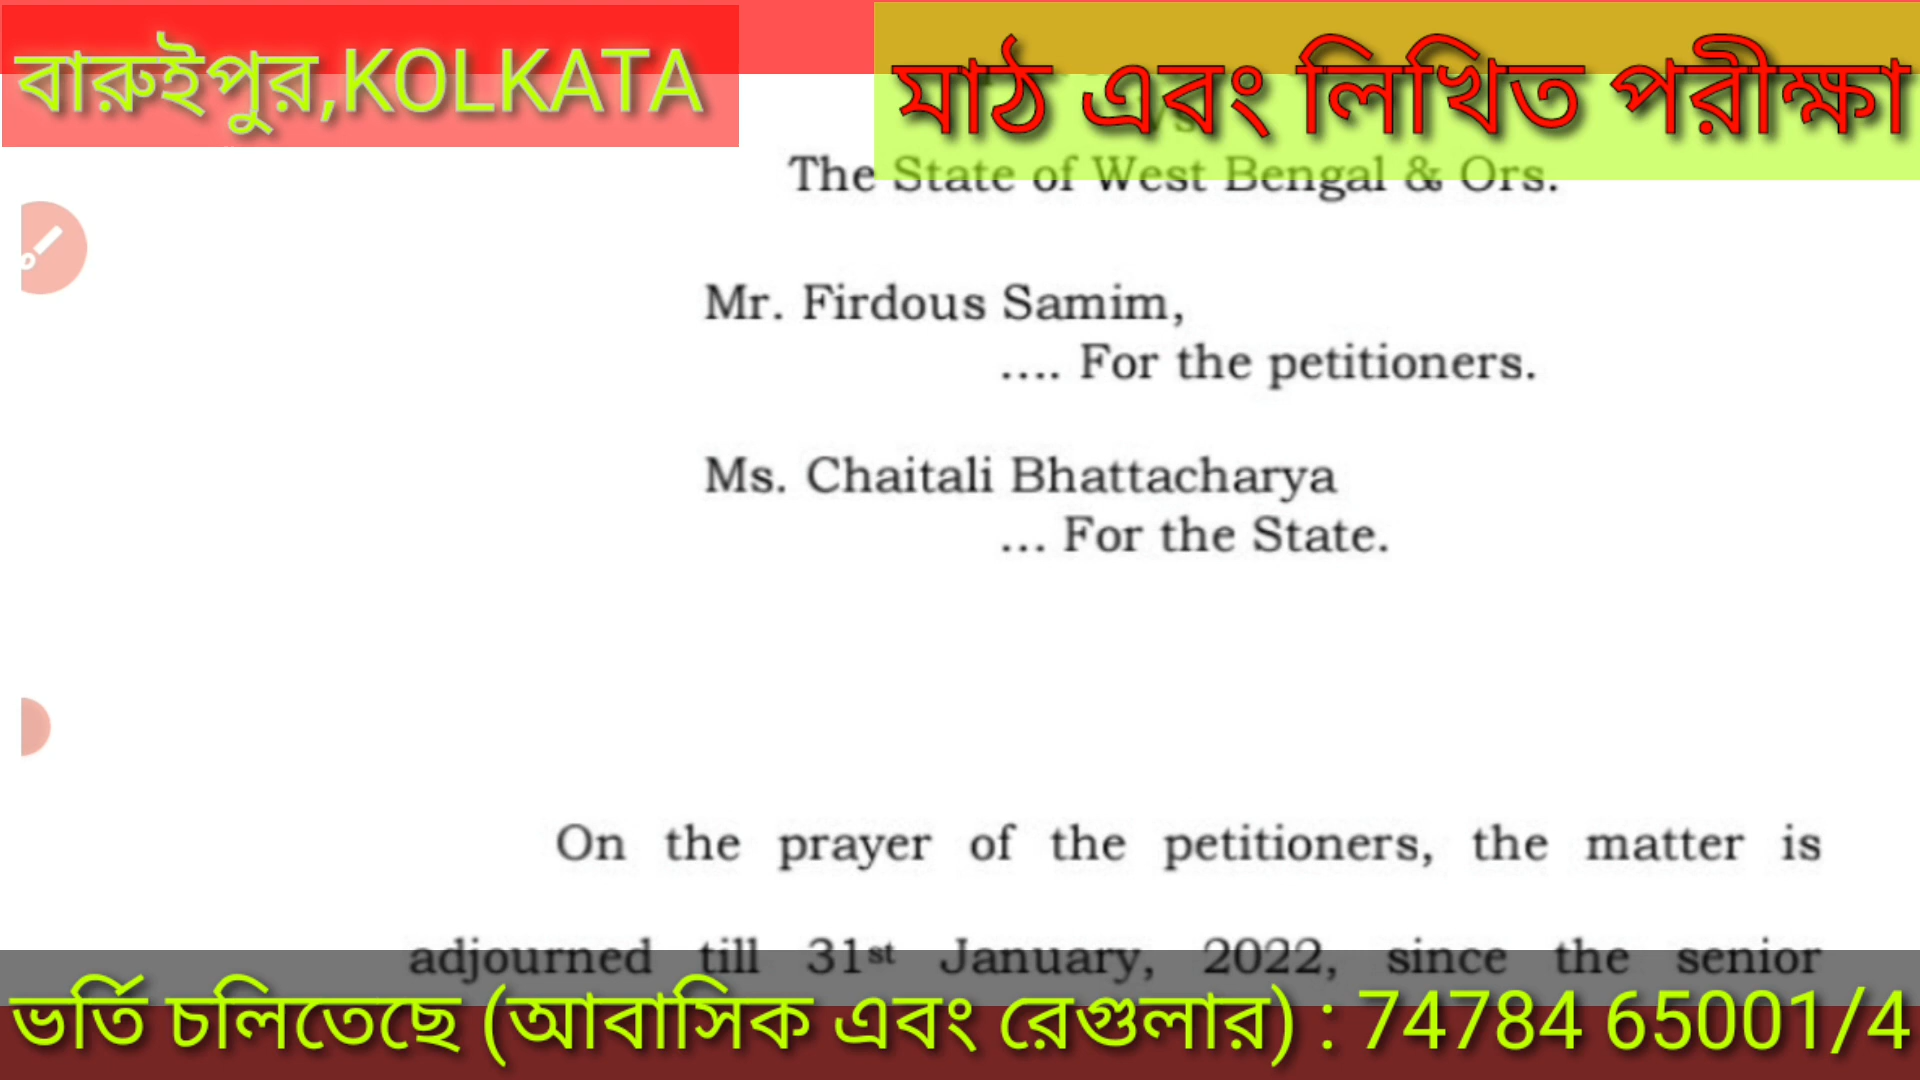 বারুইপুর,KOLKATA
মাঠ এবং লিখিত পরীক্ষা
vs
The State of West Bengal & Ors.
Mr. Firdous Samim,
.... For the petitioners.
Ms. Chaitali Bhattacharya
... For the State.
On the prayer of the petitioners, the matter is
adjourned till 31st January, 2022, since the senior
ভর্তি চলিতেছে (আবাসিক এবং রেগুলার) : 74784 65001/4